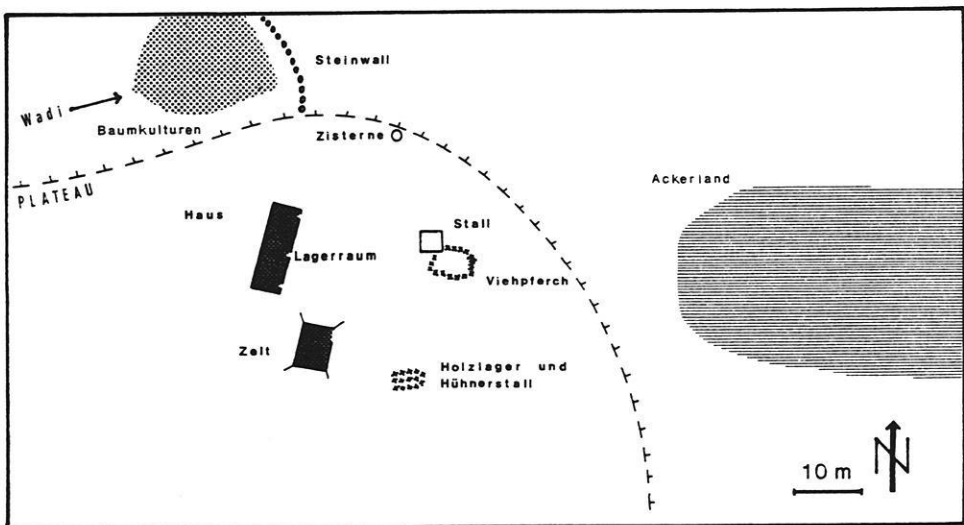 Steinwall
Wadi
Baumkulturen
Zisterne
PLATEAU
Ackerland
Haus
Stall
Lagerraum
Viehpferch
Zelt
Holzlager und
Hühnerstall
10 m
N